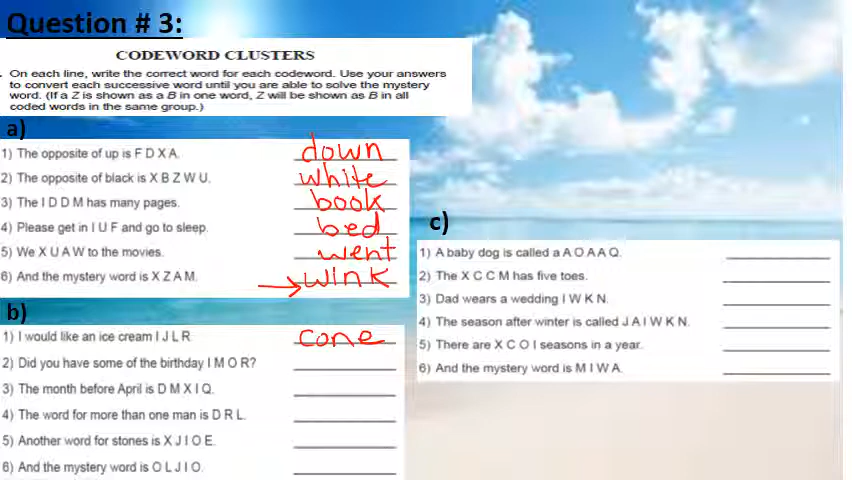 Question # 3:
CODEWORD CLUSTERS
. On each line, write the correct word for each codeword. Use your answers
to convert each successive word until you are able to solve the mystery
word. (If a Z is shown as a B in one word, Z will be shown as B in all
coded words in the same group.)
a)
1) The opposite of up is F D X A. down
2) The opposite of black is X B Z W U. white
3) The I D D M has many pages. book
4) Please get in I U F and go to sleep. bed
5) We X U A W to the movies. went
6) And the mystery word is X Z A M. → wink
b)
1) I would like an ice cream I J L R. cone
2) Did you have some of the birthday I M O R?
3) The month before April is D M X I Q.
4) The word for more than one man is D R L.
5) Another word for stones is X J I O E.
6) And the mystery word is O L J I O.
c)
1) A baby dog is called a A O A A Q.
2) The X C C M has five toes.
3) Dad wears a wedding I W K N.
4) The season after winter is called J A I W K N.
5) There are X C O I seasons in a year.
6) And the mystery word is M I W A.